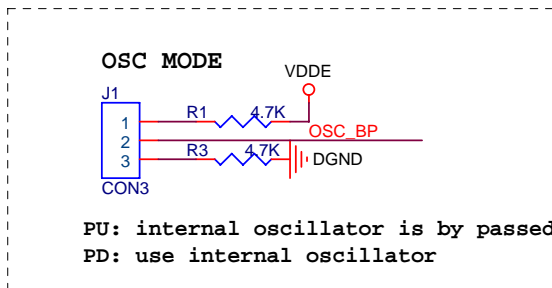 OSC MODE
VDDE
J1
1
R1
4.7K
2
OSC_BP
3
R3
4.7K
DGND
CON3
PU: internal oscillator is by passed
PD: use internal oscillator